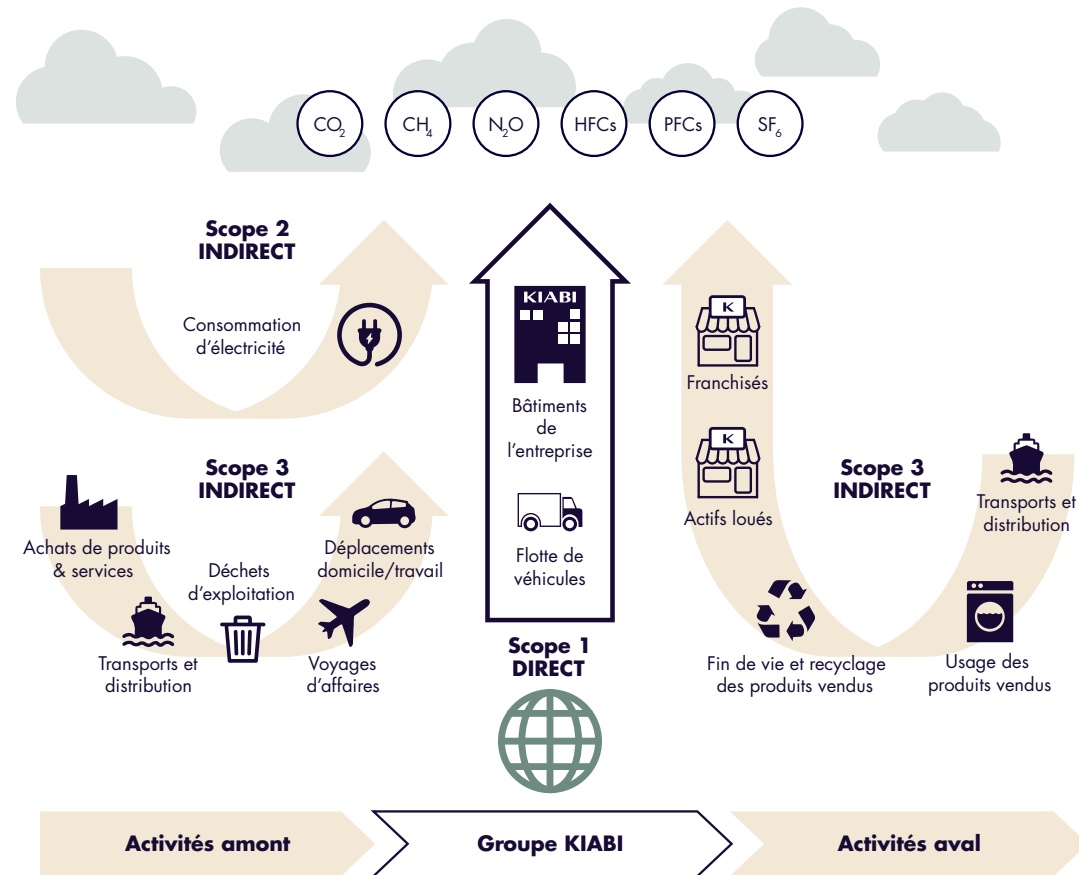 CO₂
CH₄
N₂O
HFCs
PFCs
SF₆
Scope 2
INDIRECT
Consommation
d'électricité
Scope 3
INDIRECT
Achats de produits
& services
Transports et
distribution
Déchets
d'exploitation
Voyages
d'affaires
Déplacements
domicile/travail
KIABI
Bâtiments
de
l'entreprise
Flotte de
véhicules
Scope 1
DIRECT
K
Franchisés
K
Actifs loués
Scope 3
INDIRECT
Transports et
distribution
Fin de vie et recyclage
des produits vendus
Usage des
produits vendus
Activités amont
Groupe KIABI
Activités aval